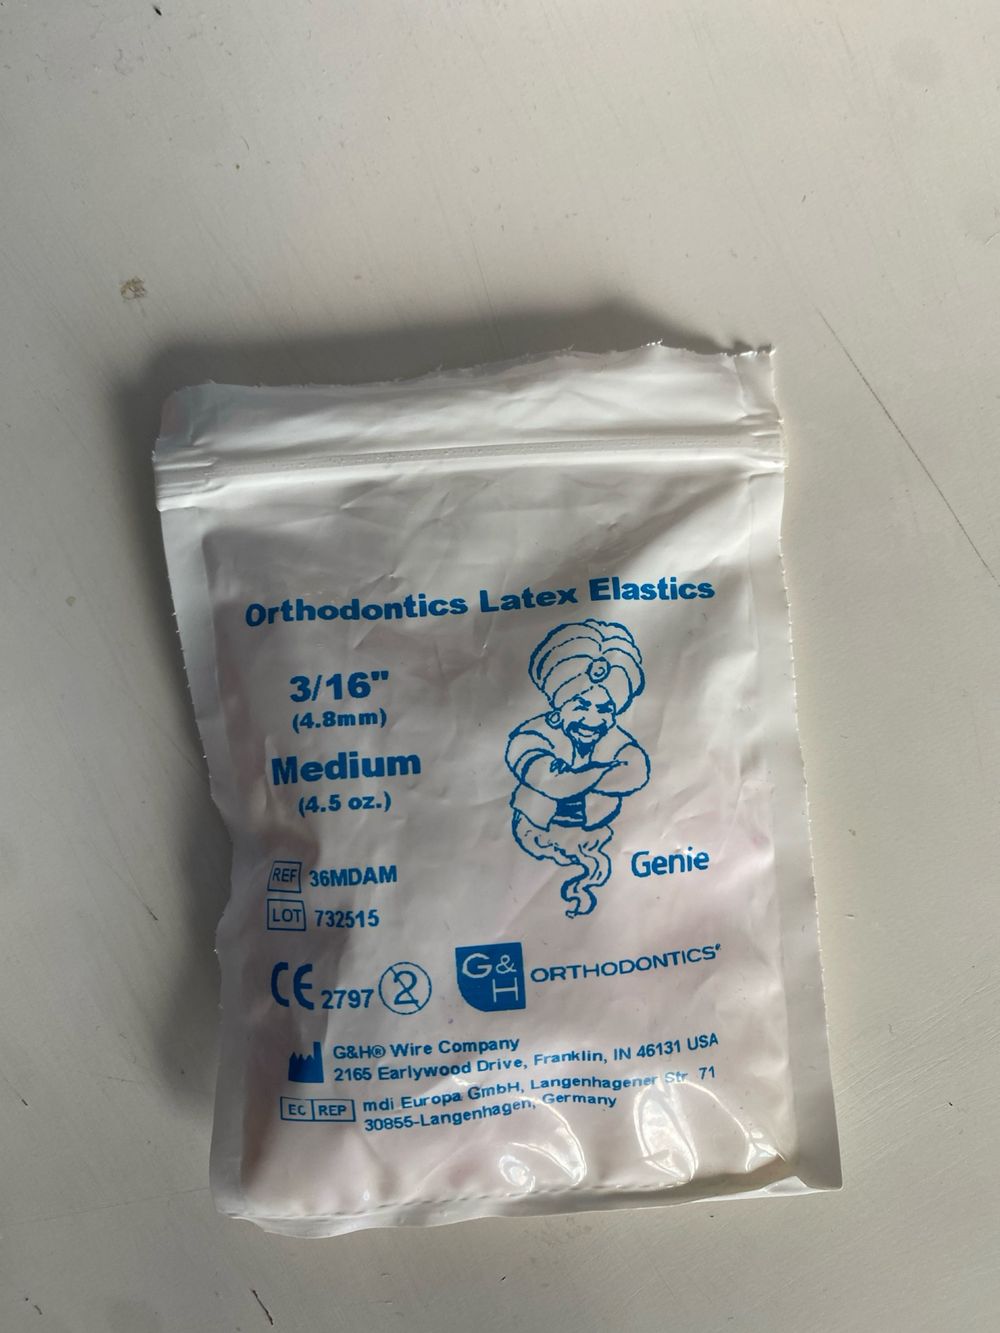 Orthodontics Latex Elastics
3/16"
(4.8mm)
Medium
(4.5 oz.)
Genie
REF 36MDAM
LOT 732515
CE 2797 2
G&H ORTHODONTICS®
G&H® Wire Company
2165 Earlywood Drive, Franklin, IN 46131 USA
EC REP mdi Europa GmbH, Langenhagener Str. 71
30855-Langenhagen, Germany